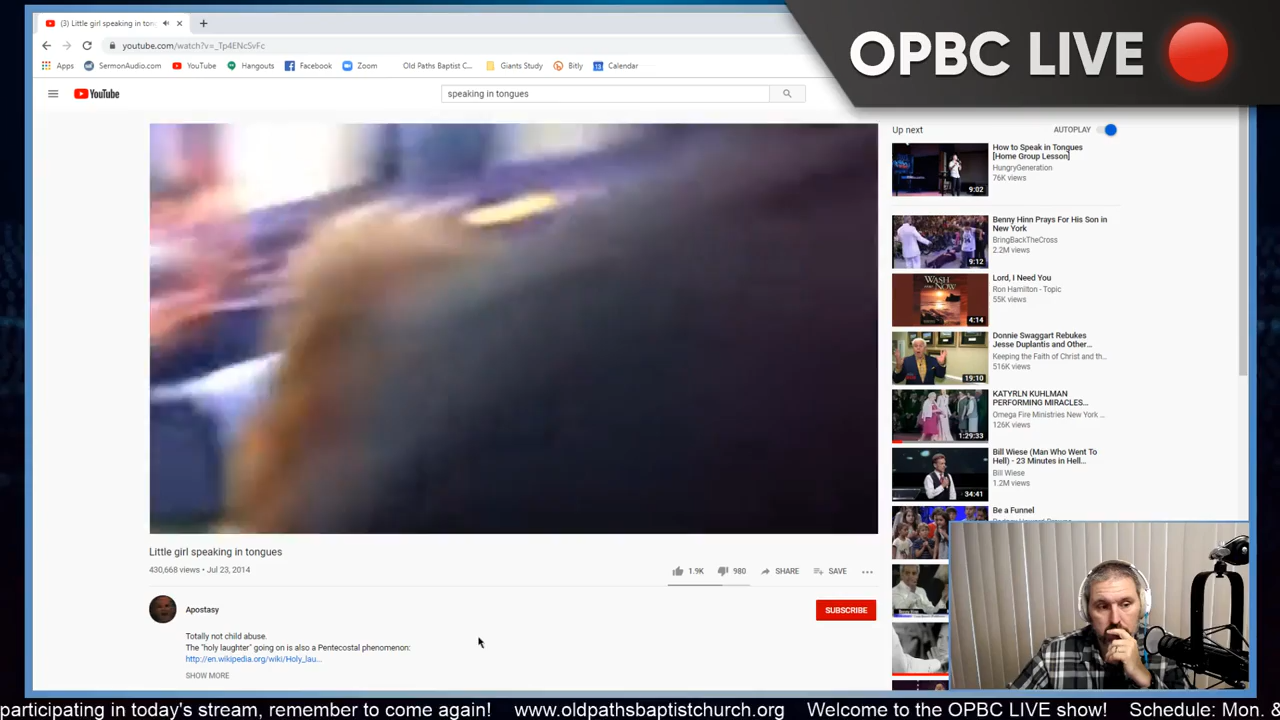 (3) Little girl speaking in ton
OPBC LIVE
youtube.com/watch?v=_Tp4ENcSvFc
Apps
SermonAudio.com
YouTube
Hangouts
Facebook
Zoom
Old Paths Baptist C...
Giants Study
Bitly
Calendar
YouTube
speaking in tongues
Up next
AUTOPLAY
How to Speak in Tongues
[Home Group Lesson]
HungryGeneration
76K views
9:02
Benny Hinn Prays For His Son in
New York
BringBackTheCross
2.2M views
9:12
Lord, I Need You
Ron Hamilton - Topic
55K views
WASH
NOW
4:14
Donnie Swaggart Rebukes
Jesse Duplantis and Other...
Keeping the Faith of Christ and th...
516K views
19:10
KATYRLN KUHLMAN
PERFORMING MIRACLES...
Omega Fire Ministries New York ...
126K views
1:29:33
Bill Wiese (Man Who Went To
Hell) - 23 Minutes in Hell...
Bill Wiese
1.2M views
34:41
Be a Funnel
Little girl speaking in tongues
430,668 views • Jul 23, 2014
1.9K
980
SHARE
SAVE
Apostasy
SUBSCRIBE
Totally not child abuse.
The "holy laughter" going on is also a Pentecostal phenomenon:
http://en.wikipedia.org/wiki/Holy_lau...
SHOW MORE
participating in today's stream, remember to come again! www.oldpathsbaptistchurch.org Welcome to the OPBC LIVE show! Schedule: Mon. &